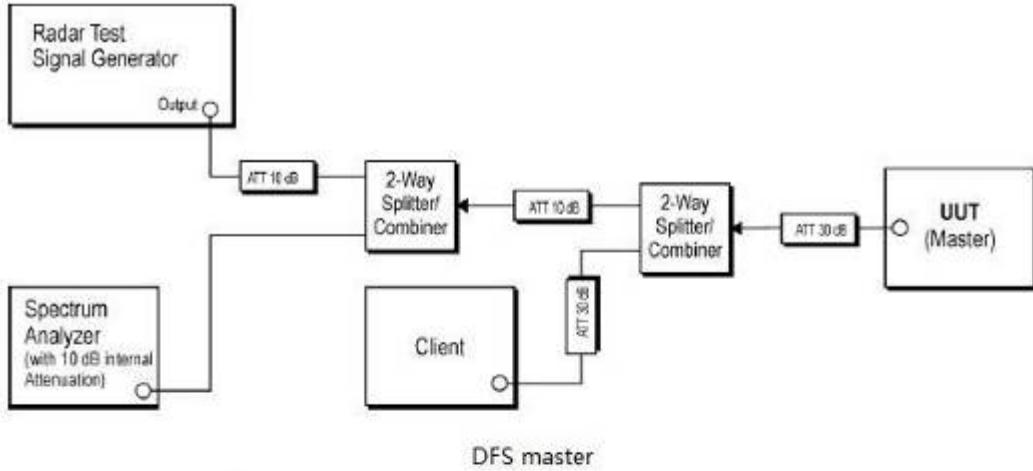 Radar Test
Signal Generator
Output
ATT 10 dB
2-Way
Splitter/
Combiner
ATT 10 dB
2-Way
Splitter/
Combiner
ATT 30 dB
UUT
(Master)
Spectrum
Analyzer
(with 10 dB internal
Attenuation)
Client
ATT 30 dB
DFS master